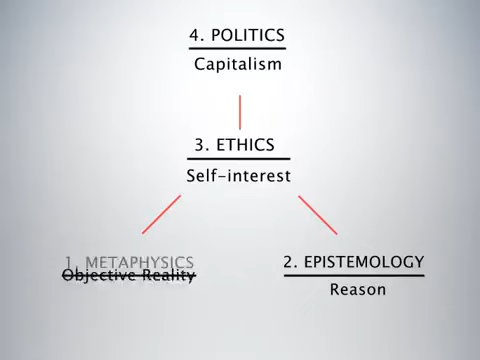 4. POLITICS
Capitalism
3. ETHICS
Self-interest
1. METAPHYSICS
Objective Reality
2. EPISTEMOLOGY
Reason